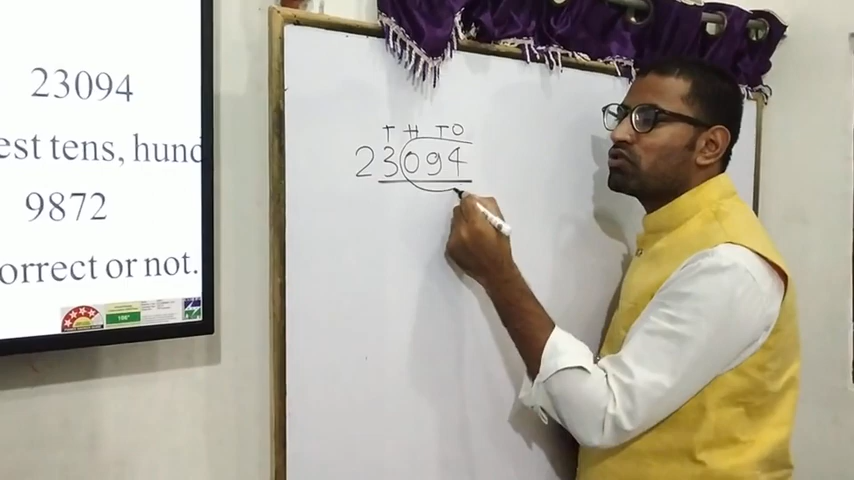 23094
est tens, hund
9872
orrect or not.
T H T O
23094